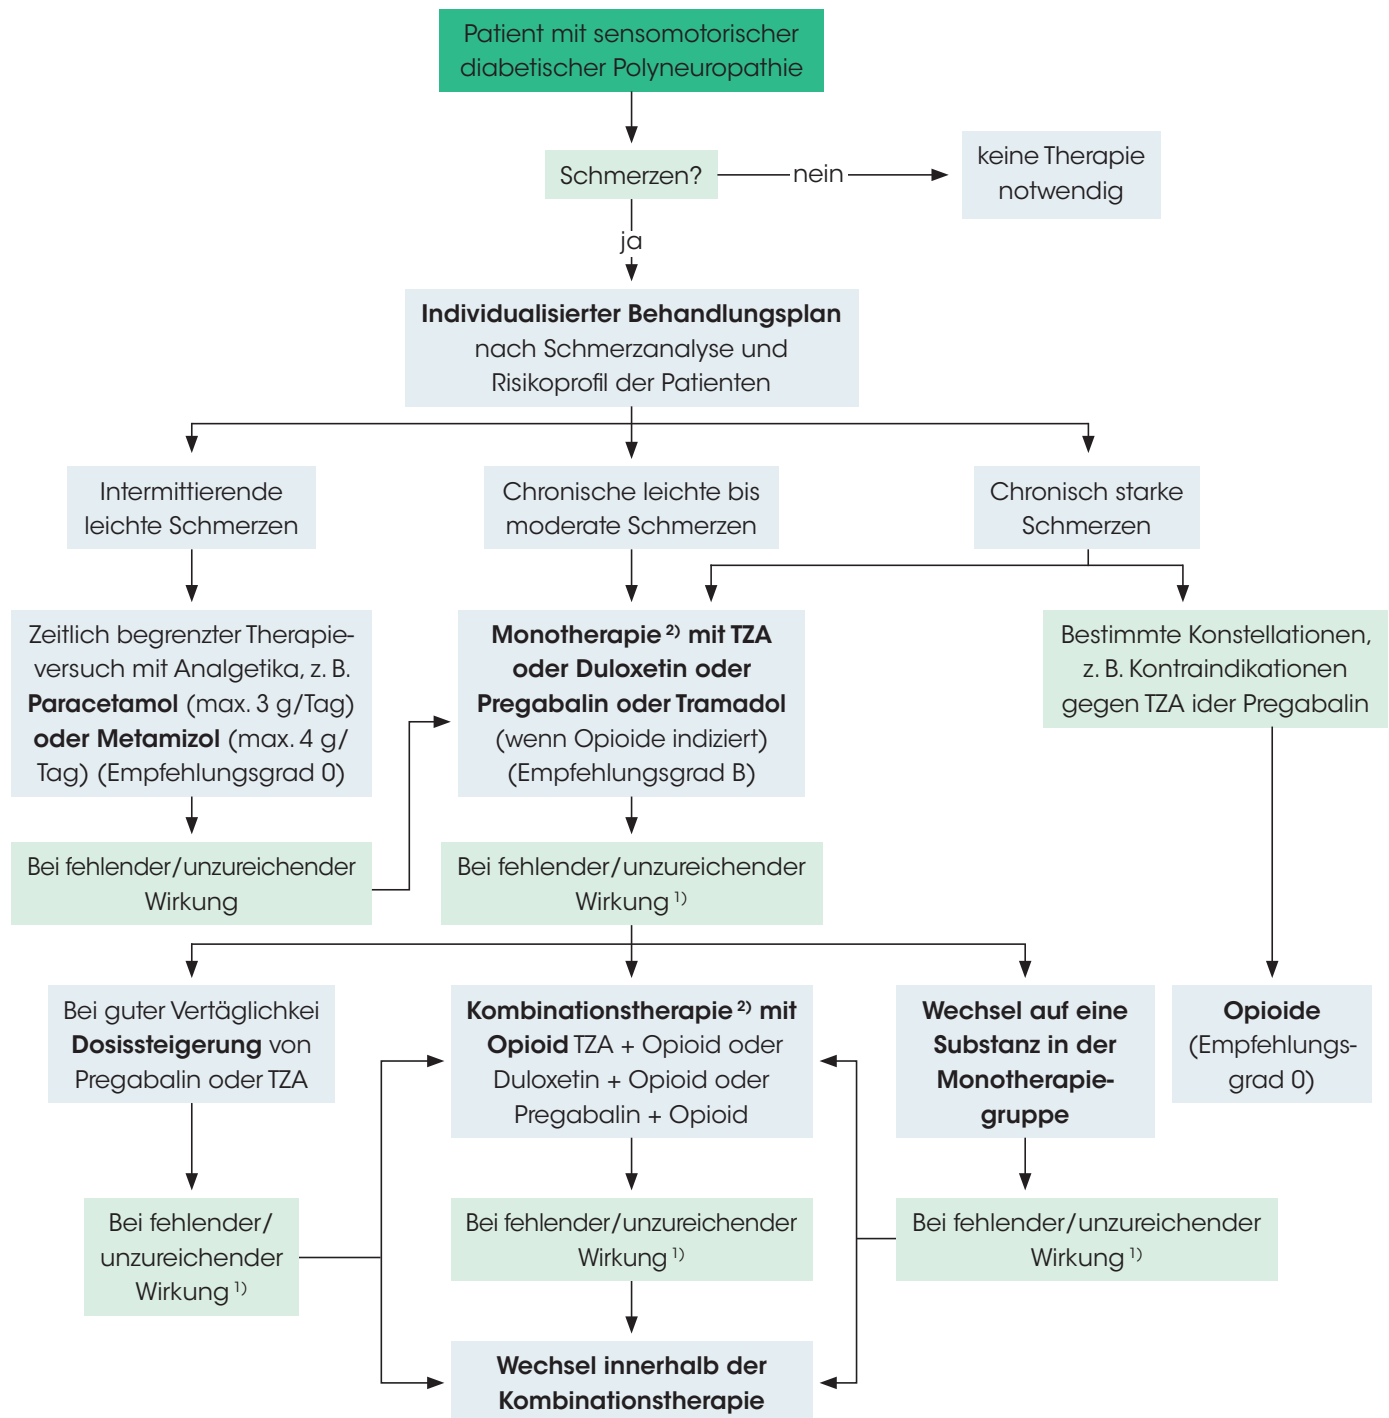 Patient mit sensomotorischer
diabetischer Polyneuropathie
Schmerzen?
nein
keine Therapie
notwendig
ja
Individualisierter Behandlungsplan
nach Schmerzanalyse und
Risikoprofil der Patienten
Intermittierende
leichte Schmerzen
Chronische leichte bis
moderate Schmerzen
Chronisch starke
Schmerzen
Zeitlich begrenzter Therapie-
versuch mit Analgetika, z. B.
Paracetamol (max. 3 g/Tag)
oder Metamizol (max. 4 g/
Tag) (Empfehlungsgrad 0)
Monotherapie 2) mit TZA
oder Duloxetin oder
Pregabalin oder Tramadol
(wenn Opioide indiziert)
(Empfehlungsgrad B)
Bestimmte Konstellationen,
z. B. Kontraindikationen
gegen TZA ider Pregabalin
Bei fehlender/unzureichender
Wirkung
Bei fehlender/unzureichender
Wirkung 1)
Bei guter Vertäglichkei
Dosissteigerung von
Pregabalin oder TZA
Kombinationstherapie 2) mit
Opioid TZA + Opioid oder
Duloxetin + Opioid oder
Pregabalin + Opioid
Wechsel auf eine
Substanz in der
Monotherapie-
gruppe
Opioide
(Empfehlungs-
grad 0)
Bei fehlender/
unzureichender
Wirkung 1)
Bei fehlender/unzureichender
Wirkung 1)
Bei fehlender/unzureichender
Wirkung 1)
Wechsel innerhalb der
Kombinationstherapie